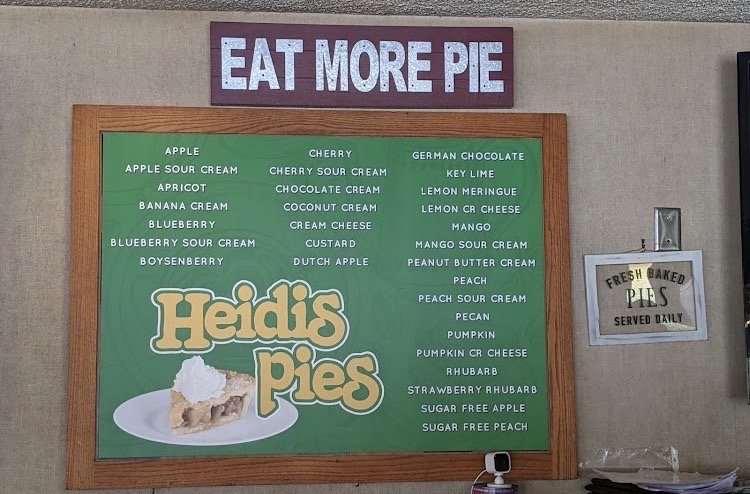 EAT MORE PIE
APPLE
APPLE SOUR CREAM
APRICOT
BANANA CREAM
BLUEBERRY
BLUEBERRY SOUR CREAM
BOYSENBERRY
CHERRY
CHERRY SOUR CREAM
CHOCOLATE CREAM
COCONUT CREAM
CREAM CHEESE
CUSTARD
DUTCH APPLE
GERMAN CHOCOLATE
KEY LIME
LEMON MERINGUE
LEMON CR CHEESE
MANGO
MANGO SOUR CREAM
PEANUT BUTTER CREAM
PEACH
PEACH SOUR CREAM
PECAN
PUMPKIN
PUMPKIN CR CHEESE
RHUBARB
STRAWBERRY RHUBARB
SUGAR FREE APPLE
SUGAR FREE PEACH
Heidis
Pies
FRESH BAKED
PIES
SERVED DAILY